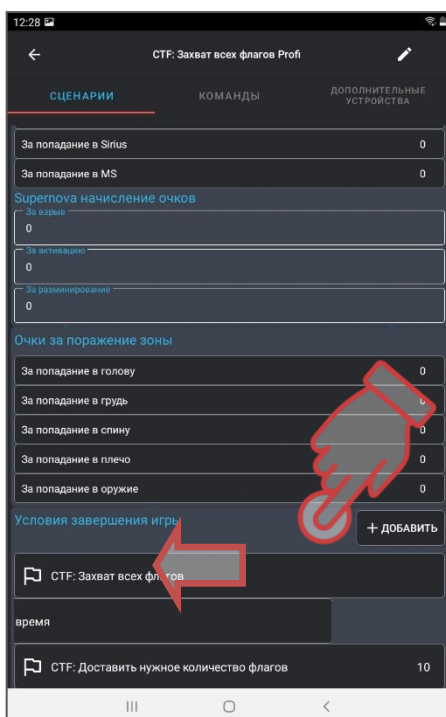 12:28
CTF: Захват всех флагов Profi
СЦЕНАРИИ КОМАНДЫ ДОПОЛНИТЕЛЬНЫЕ
УСТРОЙСТВА
За попадание в Sirius 0
За попадание в MS 0
Supernova начисление очков
За взрыв
0
За активацию
0
За разминирование
0
Очки за поражение зоны
За попадание в голову 0
За попадание в грудь 0
За попадание в спину 0
За попадание в плечо 0
За попадание в оружие 0
Условия завершения игры
+ ДОБАВИТЬ
CTF: Захват всех флагов
время
CTF: Доставить нужное количество флагов 10